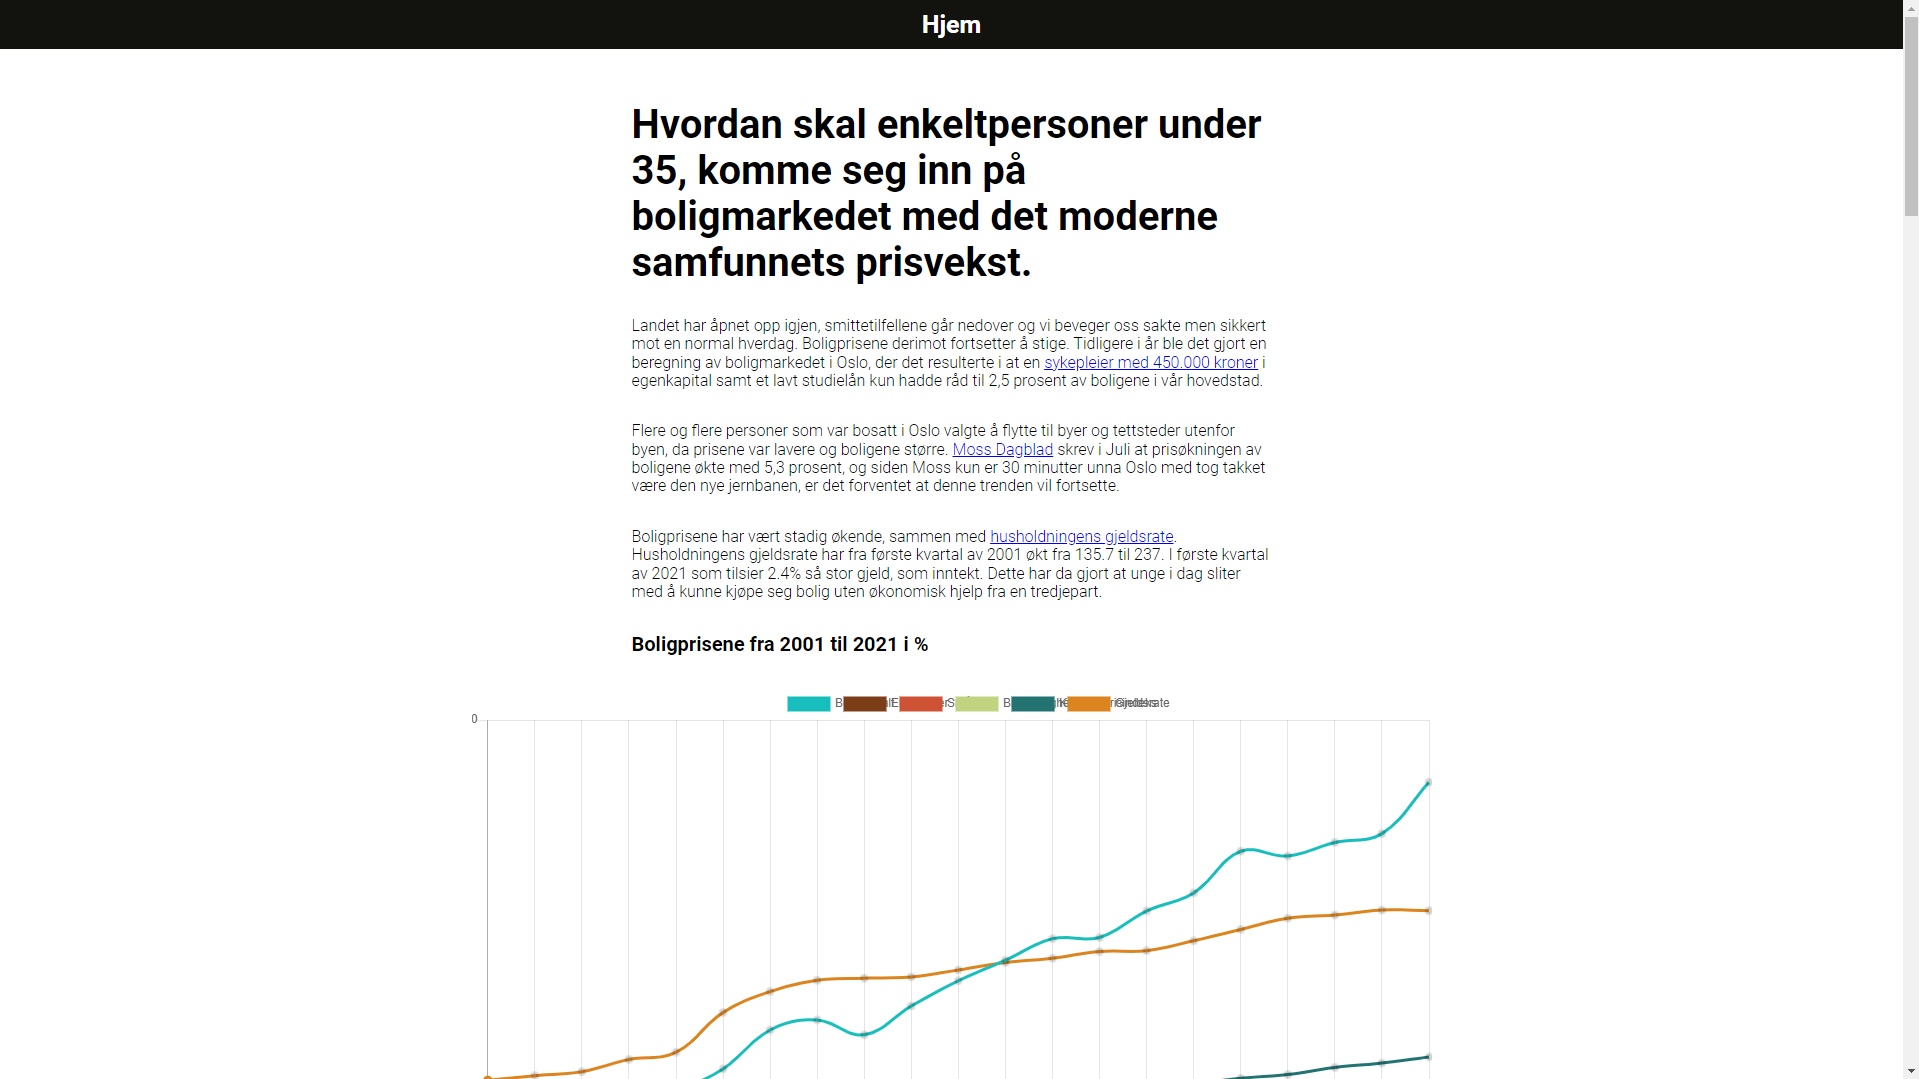 Hjem
Hvordan skal enkeltpersoner under
35, komme seg inn på
boligmarkedet med det moderne
samfunnets prisvekst.
Landet har åpnet opp igjen, smittetilfellene går nedover og vi beveger oss sakte men sikkert
mot en normal hverdag. Boligprisene derimot fortsetter å stige. Tidligere i år ble det gjort en
beregning av boligmarkedet i Oslo, der det resulterte i at en sykepleier med 450.000 kroner i
egenkapital samt et lavt studielån kun hadde råd til 2,5 prosent av boligene i vår hovedstad.
Flere og flere personer som var bosatt i Oslo valgte å flytte til byer og tettsteder utenfor
byen, da prisene var lavere og boligene større. Moss Dagblad skrev i Juli at prisøkningen av
boligene økte med 5,3 prosent, og siden Moss kun er 30 minutter unna Oslo med tog takket
være den nye jernbanen, er det forventet at denne trenden vil fortsette.
Boligprisene har vært stadig økende, sammen med husholdningens gjeldsrate.
Husholdningens gjeldsrate har fra første kvartal av 2001 økt fra 135.7 til 237. I første kvartal
av 2021 som tilsier 2.4% så stor gjeld, som inntekt. Dette har da gjort at unge i dag sliter
med å kunne kjøpe seg bolig uten økonomisk hjelp fra en tredjepart.
Boligprisene fra 2001 til 2021 i %
0